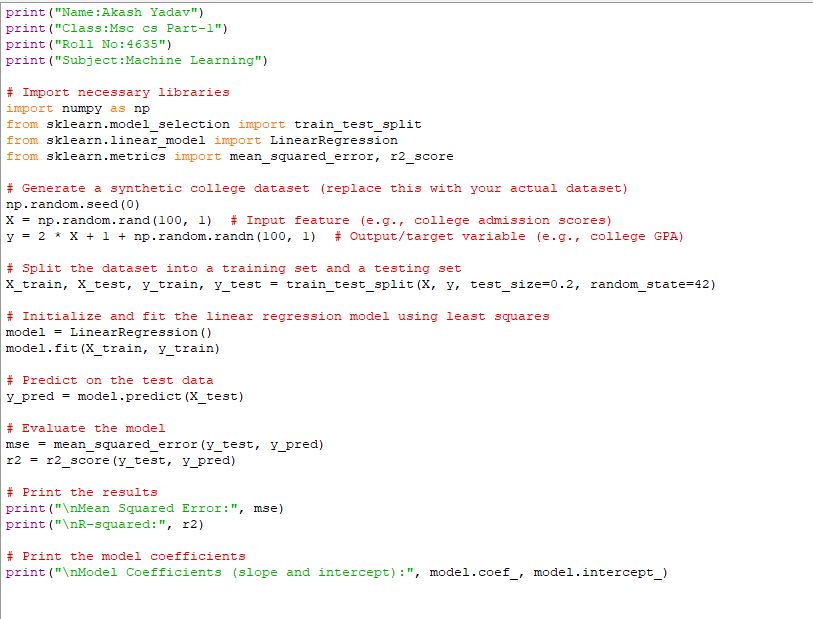 print("Name:Akash Yadav")
print("Class:Msc cs Part-1")
print("Roll No:4635")
print("Subject:Machine Learning")
# Import necessary libraries
import numpy as np
from sklearn.model_selection import train_test_split
from sklearn.linear_model import LinearRegression
from sklearn.metrics import mean_squared_error, r2_score
# Generate a synthetic college dataset (replace this with your actual dataset)
np.random.seed(0)
X = np.random.rand(100, 1)  # Input feature (e.g., college admission scores)
y = 2 * X + 1 + np.random.randn(100, 1)  # Output/target variable (e.g., college GPA)
# Split the dataset into a training set and a testing set
X_train, X_test, y_train, y_test = train_test_split(X, y, test_size=0.2, random_state=42)
# Initialize and fit the linear regression model using least squares
model = LinearRegression()
model.fit(X_train, y_train)
# Predict on the test data
y_pred = model.predict(X_test)
# Evaluate the model
mse = mean_squared_error(y_test, y_pred)
r2 = r2_score(y_test, y_pred)
# Print the results
print("\nMean Squared Error:", mse)
print("\nR-squared:", r2)
# Print the model coefficients
print("\nModel Coefficients (slope and intercept):", model.coef_, model.intercept_)